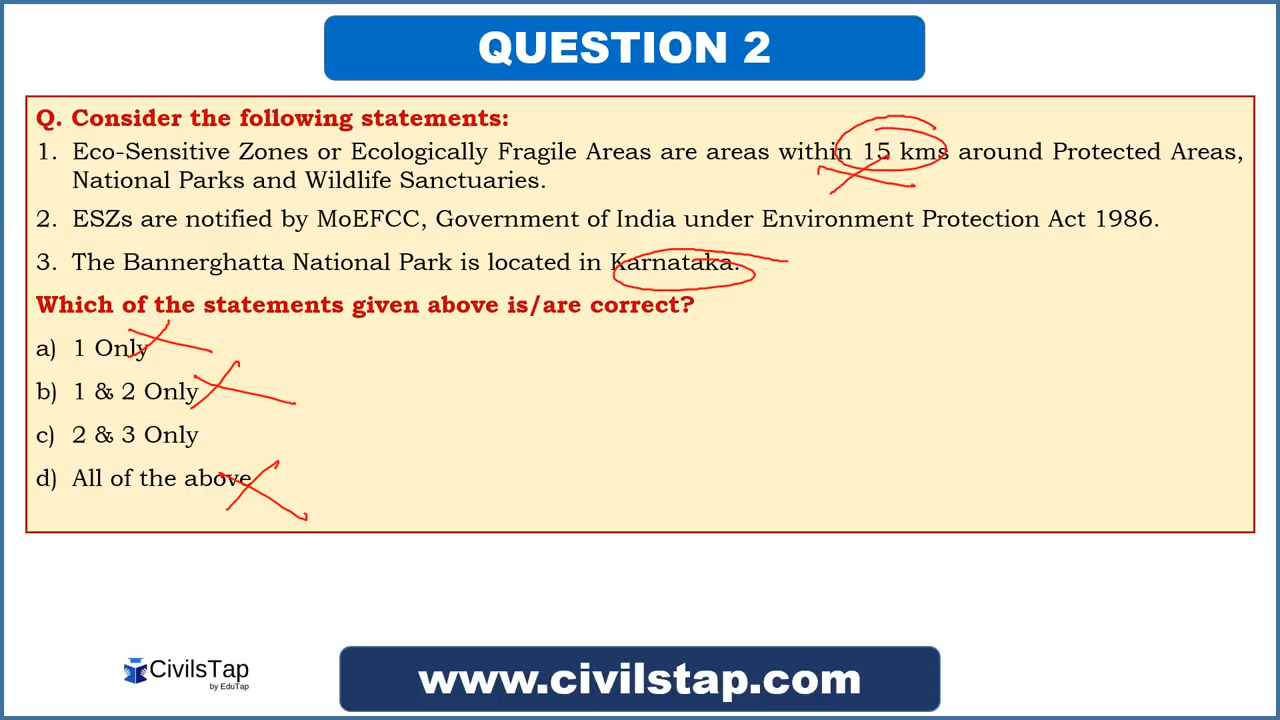 QUESTION 2
Q. Consider the following statements:
1. Eco-Sensitive Zones or Ecologically Fragile Areas are areas within 15 kms around Protected Areas,
National Parks and Wildlife Sanctuaries.
2. ESZs are notified by MoEFCC, Government of India under Environment Protection Act 1986.
3. The Bannerghatta National Park is located in Karnataka.
Which of the statements given above is/are correct?
a) 1 Only
b) 1 & 2 Only
c) 2 & 3 Only
d) All of the above
CivilsTap
by EduTap
www.civilstap.com